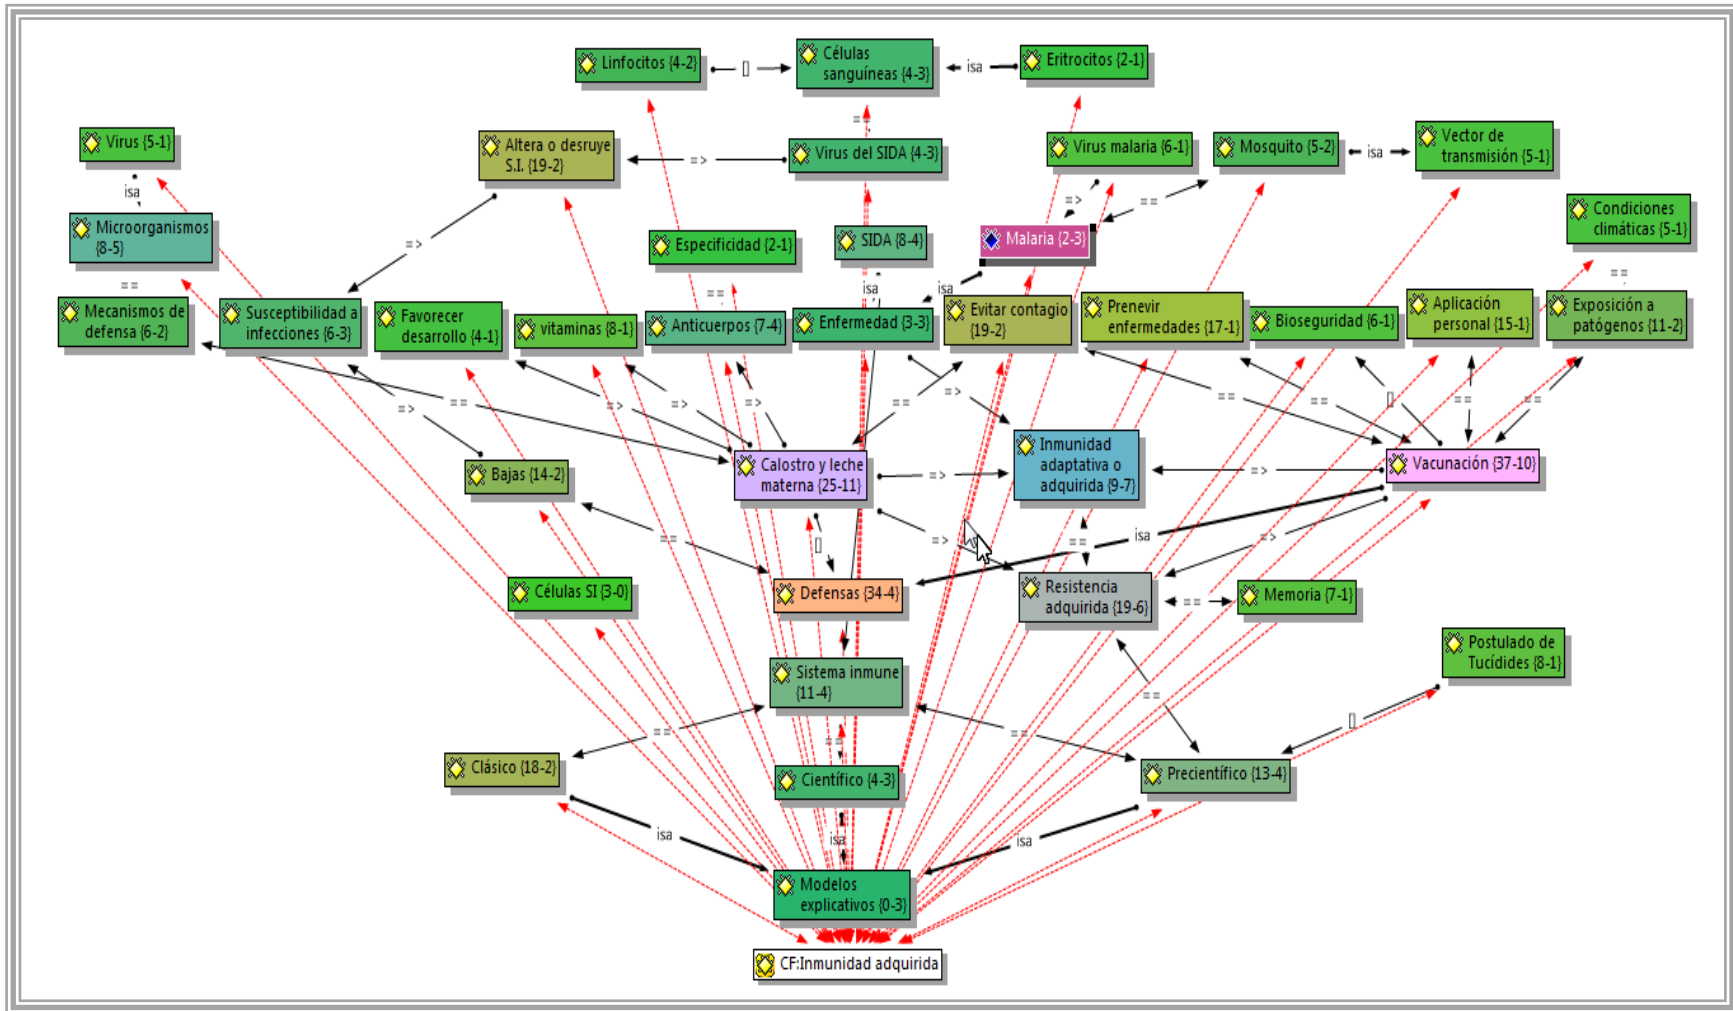 Linfocitos {4-2}
[]
Células
sanguíneas {4-3}
isa
Eritrocitos {2-1}
==
Virus {5-1}
Altera o desruye
S.I. {19-2}
=>
Virus del SIDA {4-3}
Virus malaria {6-1}
Mosquito {5-2}
isa
Vector de
transmisión {5-1}
isa
=>
==
Microorganismos
{8-5}
=>
Especificidad {2-1}
SIDA {8-4}
Malaria {2-3}
Condiciones
climáticas {5-1}
==
==
isa
isa
==
Mecanismos de
defensa {6-2}
Susceptibilidad a
infecciones {6-3}
Favorecer
desarrollo {4-1}
vitaminas {8-1}
Anticuerpos {7-4}
Enfermedad {3-3}
Evitar contagio
{19-2}
Prenevir
enfermedades {17-1}
Bioseguridad {6-1}
Aplicación
personal {15-1}
Exposición a
patógenos {11-2}
=>
==
=>
=>
=>
==
=>
==
==
[]
==
==
Bajas {14-2}
Calostro y leche
materna {25-11}
=>
Inmunidad
adaptativa o
adquirida {9-7}
=>
Vacunación {37-10}
==
[]
=>
==
isa
=>
Células SI {3-0}
Defensas {34-4}
Resistencia
adquirida {19-6}
==
Memoria {7-1}
Sistema inmune
{11-4}
==
Postulado de
Tucídides {8-1}
==
==
==
[]
Clásico {18-2}
Científico {4-3}
Precientífico {13-4}
isa
isa
isa
Modelos
explicativos {0-3}
CF:Inmunidad adquirida